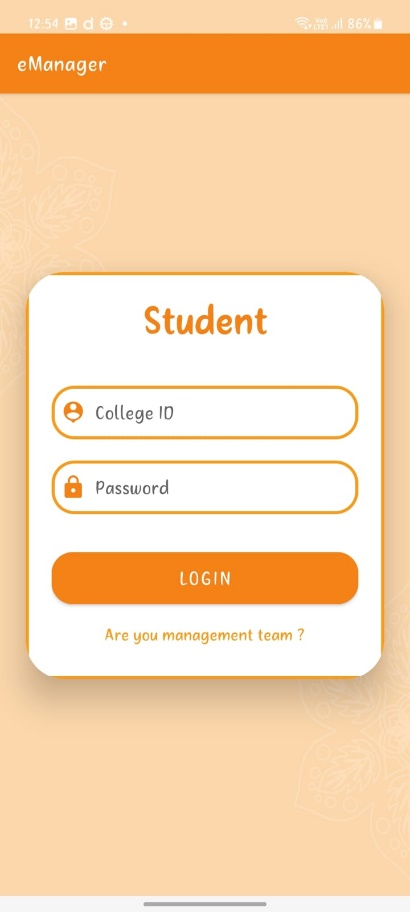 12:54 86%
eManager
Student
College ID
Password
LOGIN
Are you management team ?